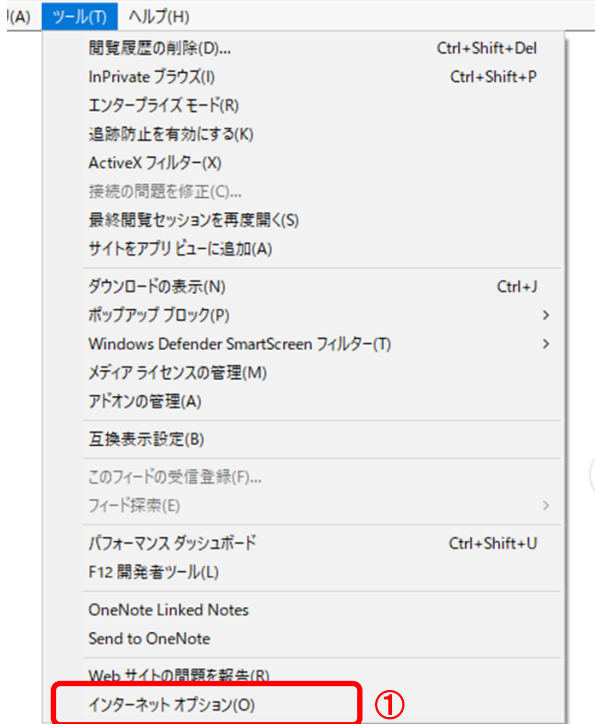 (A) ツール(T) ヘルプ(H)
閲覧履歴の削除(D)... Ctrl+Shift+Del
InPrivate ブラウズ(I) Ctrl+Shift+P
エンタープライズ モード(R)
追跡防止を有効にする(K)
ActiveX フィルター(X)
接続の問題を修正(C)...
最終閲覧セッションを再度開く(S)
サイトをアプリ ビューに追加(A)
ダウンロードの表示(N) Ctrl+J
ポップアップ ブロック(P)
Windows Defender SmartScreen フィルター(T)
メディア ライセンスの管理(M)
アドオンの管理(A)
互換表示設定(B)
このフィードの受信登録(F)...
フィード探索(E)
パフォーマンス ダッシュボード Ctrl+Shift+U
F12 開発者ツール(L)
OneNote Linked Notes
Send to OneNote
Web サイトの問題を報告(R)
インターネット オプション(O) ①